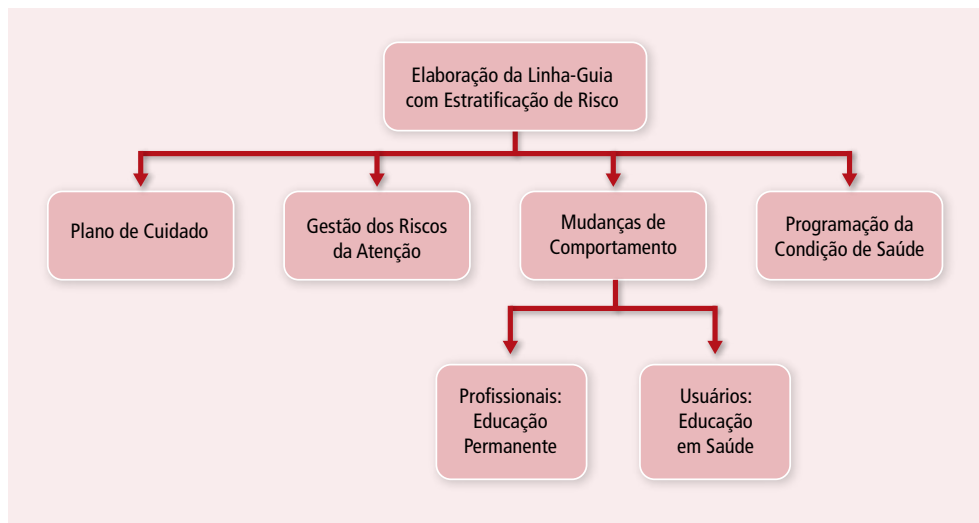 Elaboração da Linha-Guia
com Estratificação de Risco
Plano de Cuidado
Gestão dos Riscos
da Atenção
Mudanças de
Comportamento
Programação da
Condição de Saúde
Profissionais:
Educação
Permanente
Usuários:
Educação
em Saúde